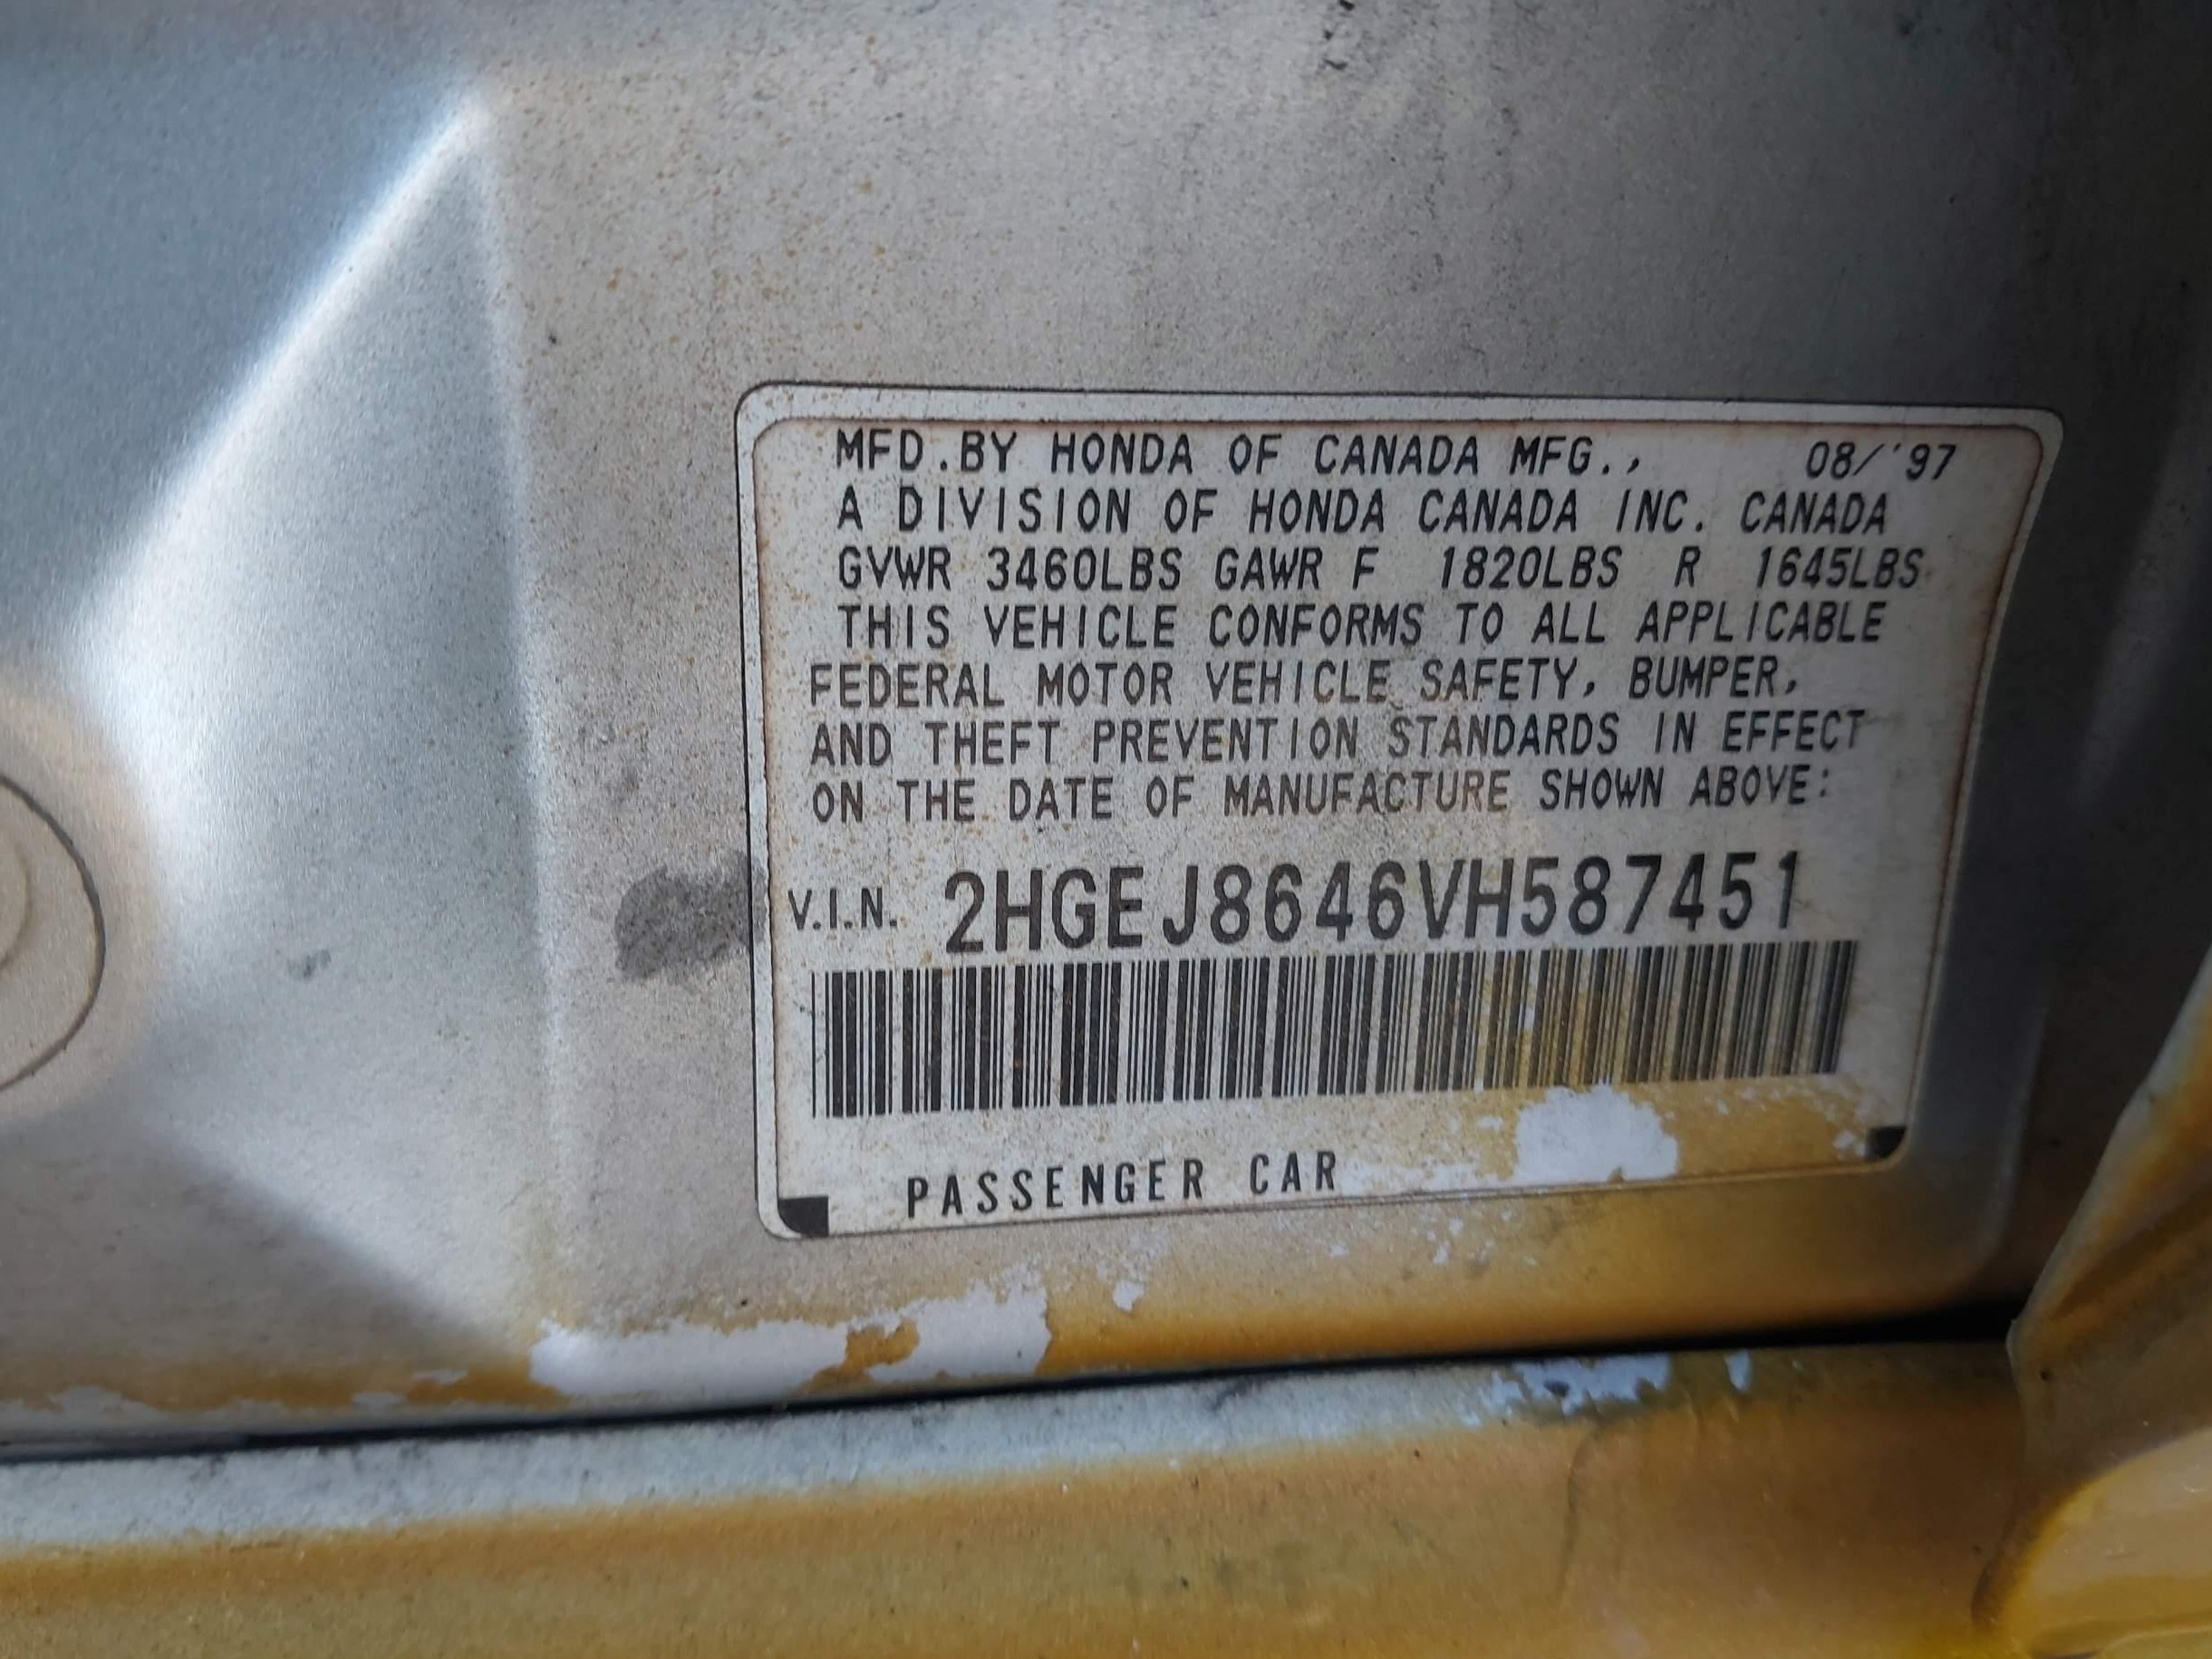 MFD.BY HONDA OF CANADA MFG., 08/'97
A DIVISION OF HONDA CANADA INC. CANADA
GVWR 3460LBS GAWR F 1820LBS R 1645LBS
THIS VEHICLE CONFORMS TO ALL APPLICABLE
FEDERAL MOTOR VEHICLE SAFETY, BUMPER,
AND THEFT PREVENTION STANDARDS IN EFFECT
ON THE DATE OF MANUFACTURE SHOWN ABOVE:
V.I.N. 2HGEJ8646VH587451
PASSENGER CAR